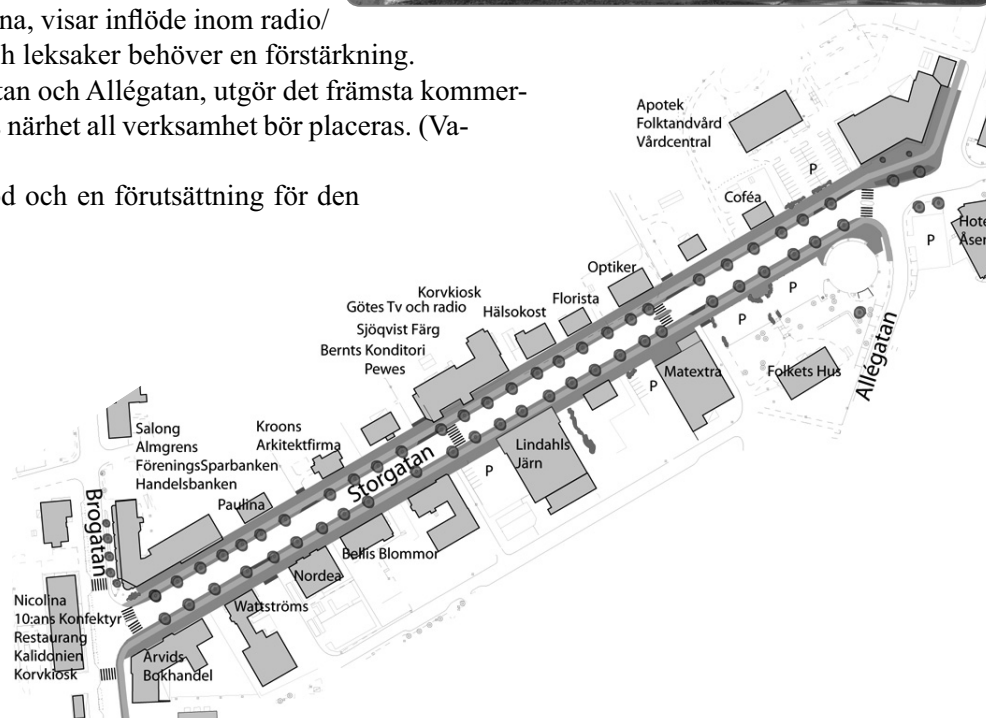 na, visar inflöde inom radio/
h leksaker behöver en förstärkning.
tan och Allégatan, utgör det främsta kommer-
närhet all verksamhet bör placeras. (Va-
d och en förutsättning för den
Apotek
Folktandvård
Vårdcentral
P
Coféa
Hote
Åsen
P
Optiker
P
Florista
Korvkiosk
Götes Tv och radio
Hälsokost
Sjöqvist Färg
Bernts Konditori
Pewes
P
Allégatan
Matextra
Folkets Hus
P
Salong
Almgrens
FöreningsSparbanken
Handelsbanken
Kroons
Arkitektfirma
Storgatan
Lindahls
Järn
P
Brogatan
Paulina
Bellis Blommor
Nordea
Wattströms
Nicolina
10:ans Konfektyr
Restaurang
Kalidonien
Korvkiosk
Arvids
Bokhandel